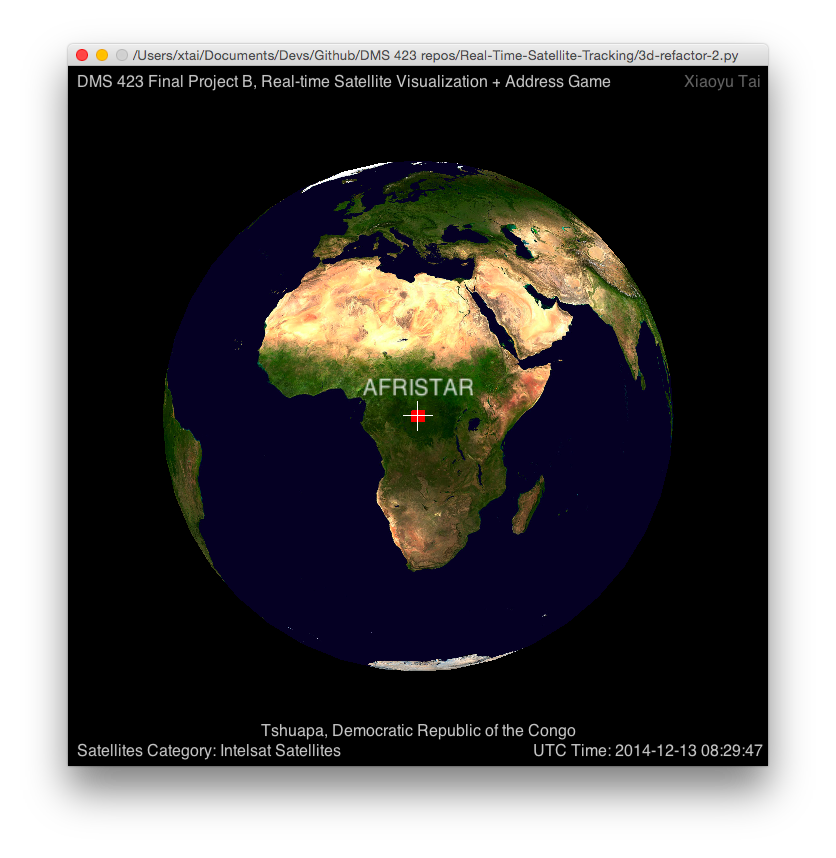 /Users/xtai/Documents/Devs/Github/DMS 423 repos/Real-Time-Satellite-Tracking/3d-refactor-2.py
DMS 423 Final Project B, Real-time Satellite Visualization + Address Game
Xiaoyu Tai
AFRISTAR
Tshuapa, Democratic Republic of the Congo
Satellites Category: Intelsat Satellites
UTC Time: 2014-12-13 08:29:47